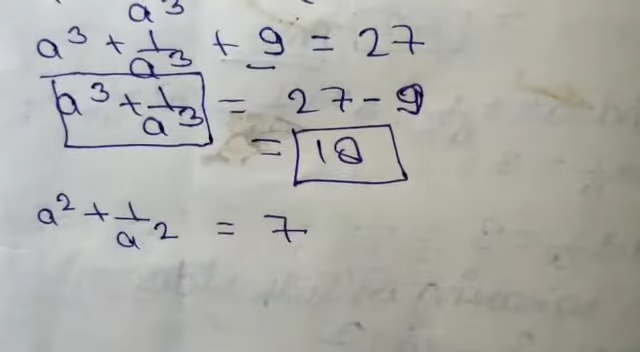 a³
a³ + 1/a³ + 9 = 27
a³ + 1/a³ = 27 - 9
= 18
a² + 1/a² = 7